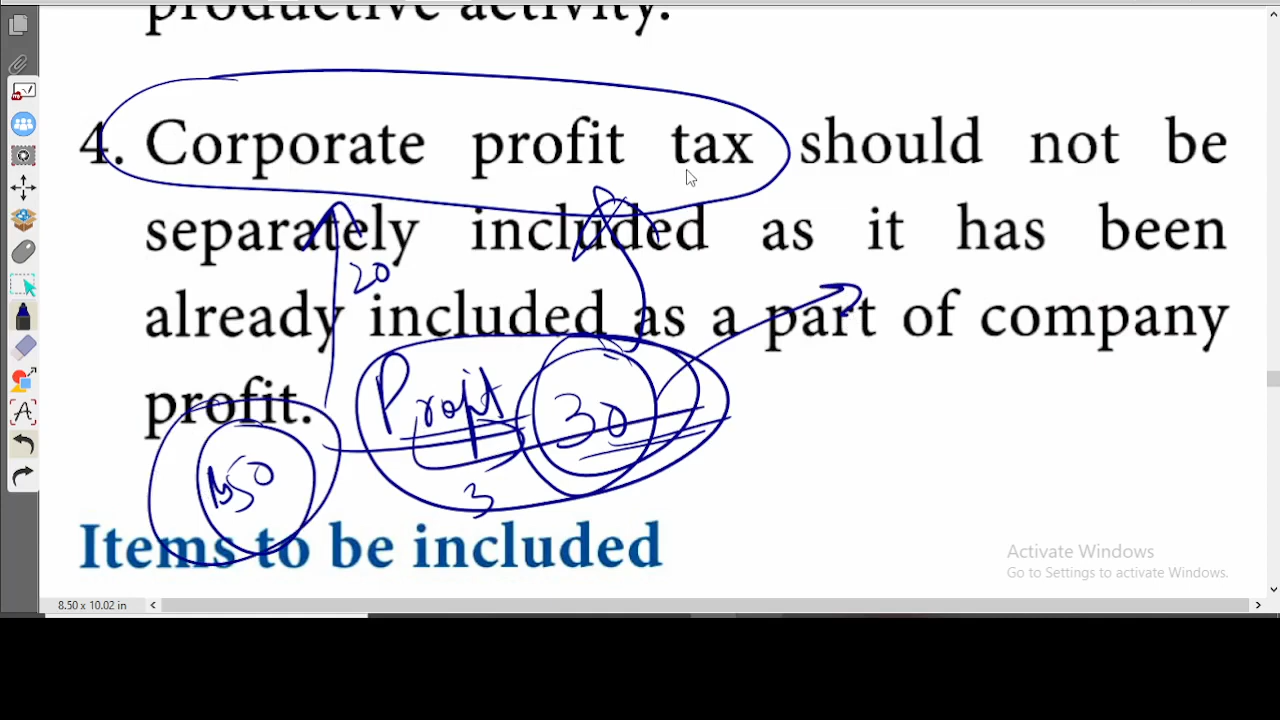 productive activity.
4. Corporate profit tax should not be
separately included as it has been
20
already included as a part of company
profit.
Profit 30
50
3
Items to be included
Activate Windows
Go to Settings to activate Windows.
8.50 x 10.02 in